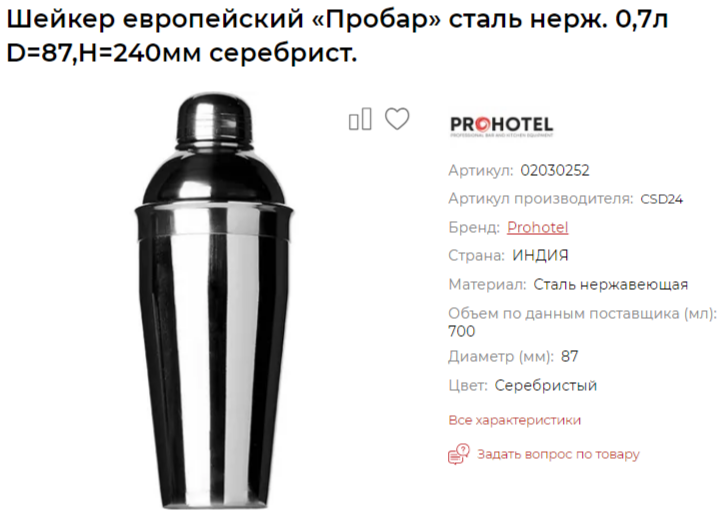 Шейкер европейский «Пробар» сталь нерж. 0,7л
D=87,H=240мм серебрист.
PROHOTEL
PROFESSIONAL BAR AND KITCHEN EQUIPMENT
Артикул: 02030252
Артикул производителя: CSD24
Бренд: Prohotel
Страна: ИНДИЯ
Материал: Сталь нержавеющая
Объем по данным поставщика (мл):
700
Диаметр (мм): 87
Цвет: Серебристый
Все характеристики
Задать вопрос по товару